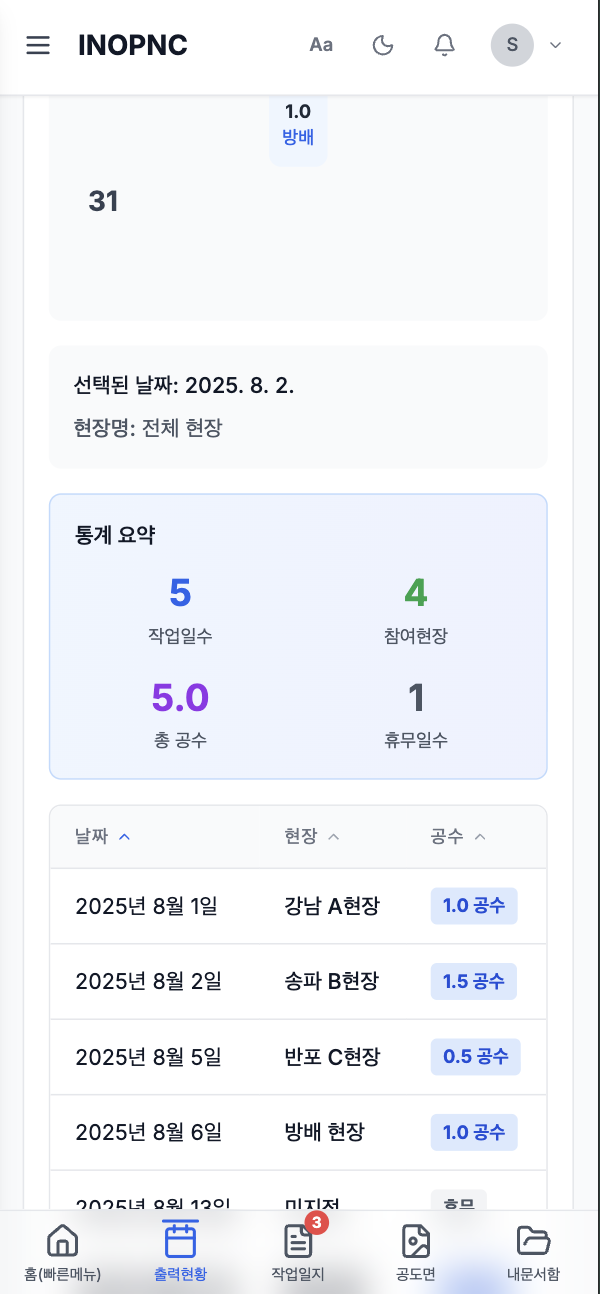 INOPNC Aa S
1.0
방배
31
선택된 날짜: 2025. 8. 2.
현장명: 전체 현장
통계 요약
5 4
작업일수 참여현장
5.0 1
총 공수 휴무일수
날짜 현장 공수
2025년 8월 1일 강남 A현장 1.0 공수
2025년 8월 2일 송파 B현장 1.5 공수
2025년 8월 5일 반포 C현장 0.5 공수
2025년 8월 6일 방배 현장 1.0 공수
2025년 8월 13일 미지정 휴무
3
홈(빠른메뉴) 출력현황 작업일지 공도면 내문서함